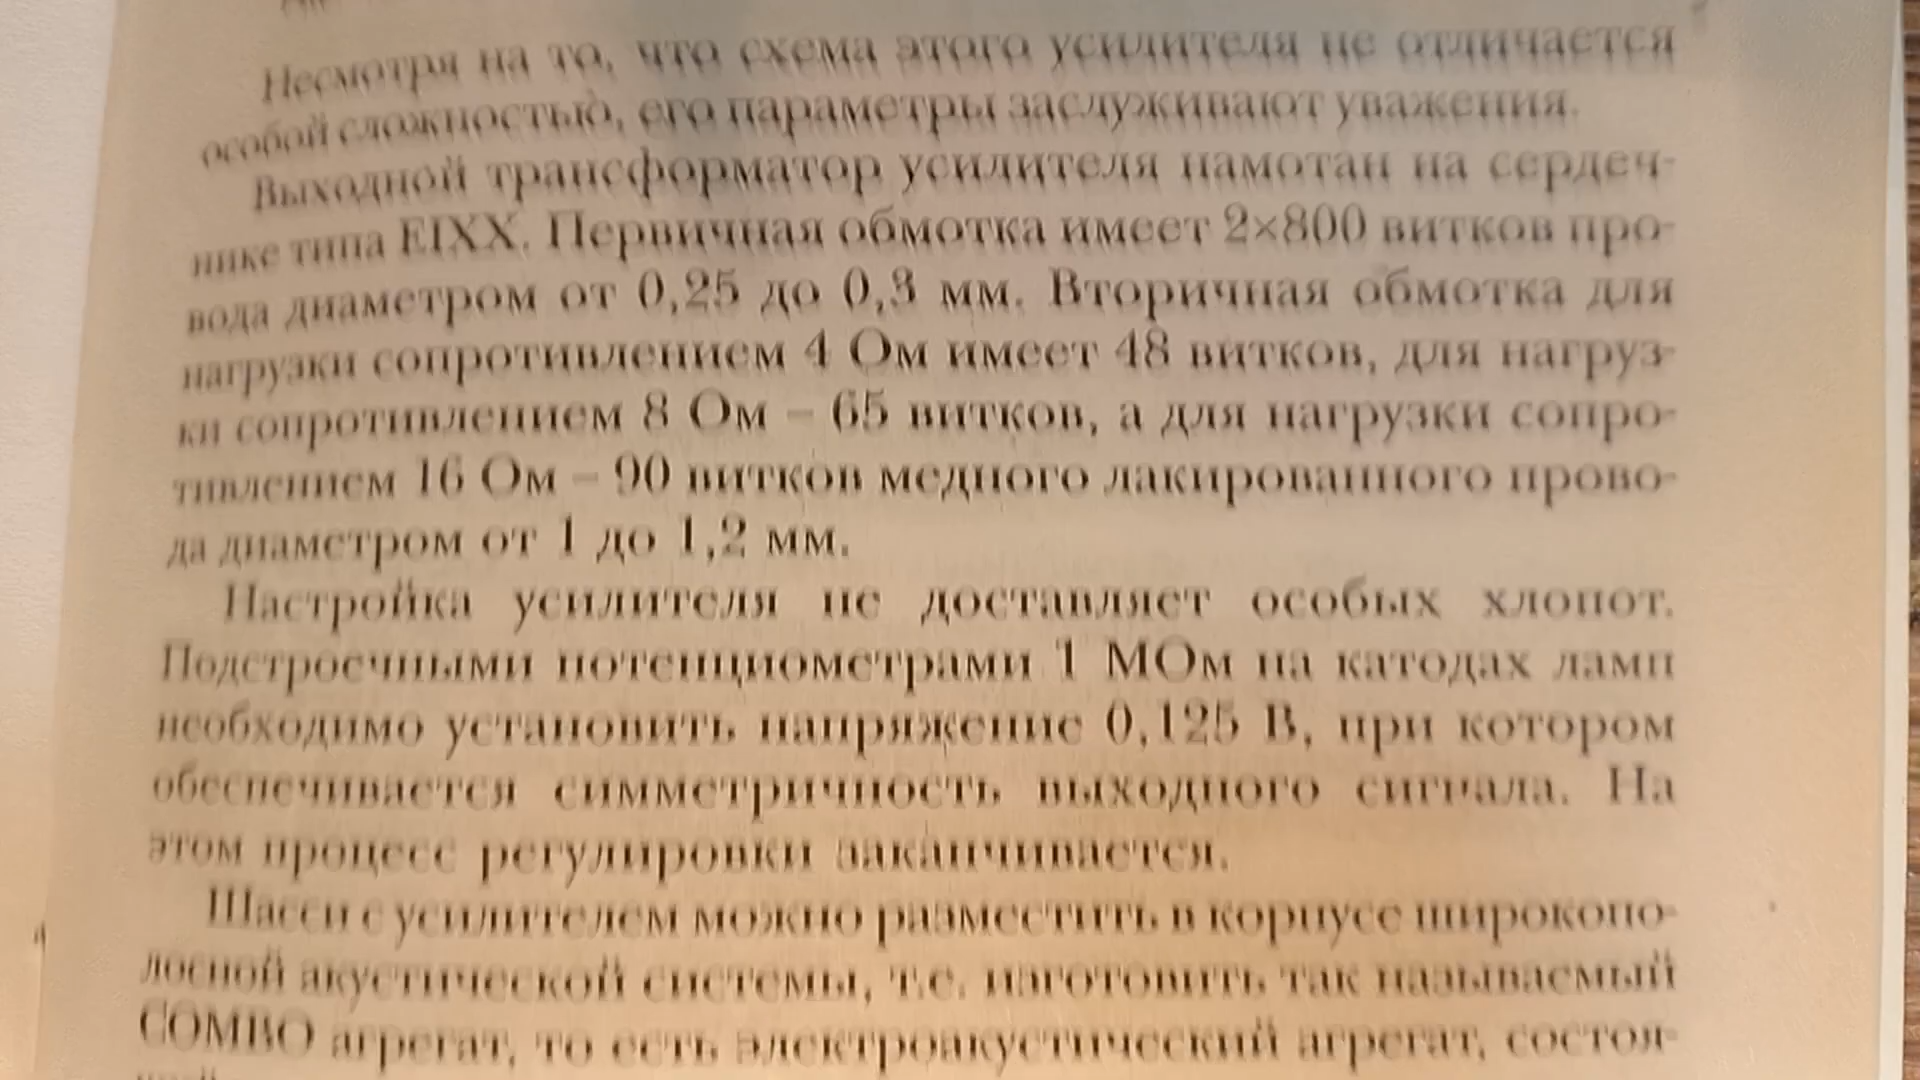 Несмотря на то, что схема этого усилителя не отличается
особой сложностью, его параметры заслуживают уважения.
Выходной трансформатор усилителя намотан на сердеч-
нике типа EIXX. Первичная обмотка имеет 2×800 витков про-
вода диаметром от 0,25 до 0,3 мм. Вторичная обмотка для
нагрузки сопротивлением 4 Ом имеет 48 витков, для нагруз-
ки сопротивлением 8 Ом – 65 витков, а для нагрузки сопро-
тивлением 16 Ом – 90 витков медного лакированного прово-
да диаметром от 1 до 1,2 мм.
Настройка усилителя не доставляет особых хлопот.
Подстроечными потенциометрами 1 МОм на катодах ламп
необходимо установить напряжение 0,125 В, при котором
обеспечивается симметричность выходного сигнала. На
этом процесс регулировки заканчивается.
Шасси с усилителем можно разместить в корпусе широкопо-
лосной акустической системы, т.е. изготовить так называемый
COMBO агрегат, то есть электроакустический агрегат, состоя-